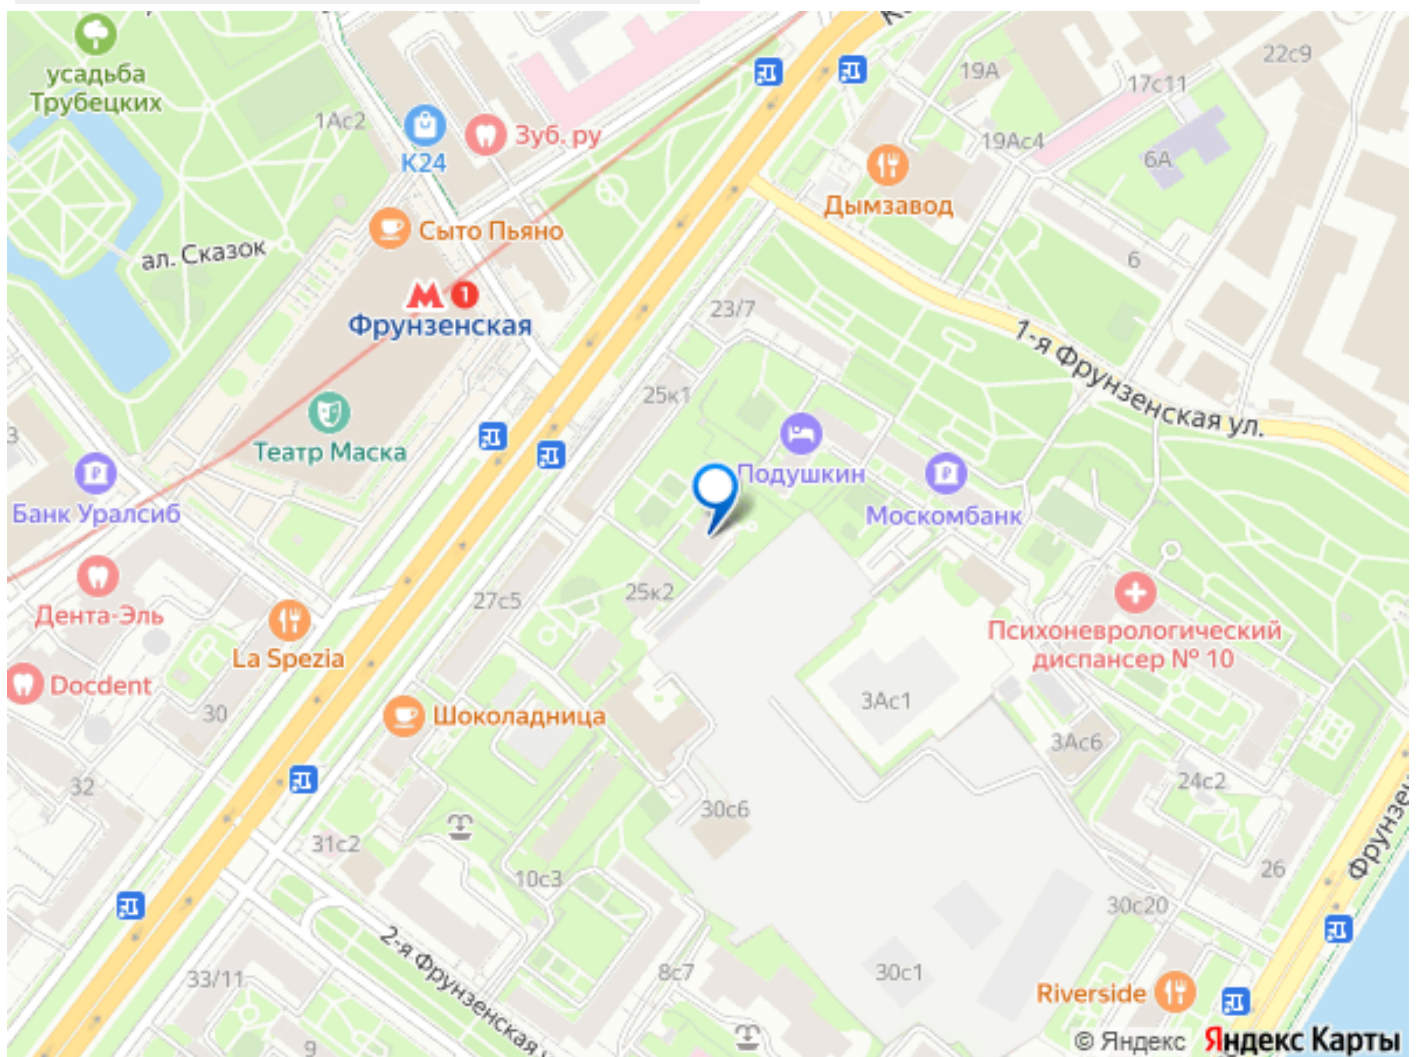 усадьба
Трубецких
1Ас2
К24
Зуб. ру
19А
22с9
17с11
19Ас4
6А
Дымзавод
Сыто Пьяно
ал. Сказок
6
Фрунзенская
1
23/7
1-я Фрунзенская ул.
25к1
Театр Маска
3
Банк Уралсиб
Подушкин
Москомбанк
Дента-Эль
27с5
25к2
La Spezia
Психоневрологический
диспансер № 10
Docdent
30
Шоколадница
3Ас1
3Ас6
32
24с2
30с6
31с2
10с3
26
30с20
2-я Фрунзенская
33/11
8с7
30с1
Riverside
9
© Яндекс Яндекс Карты